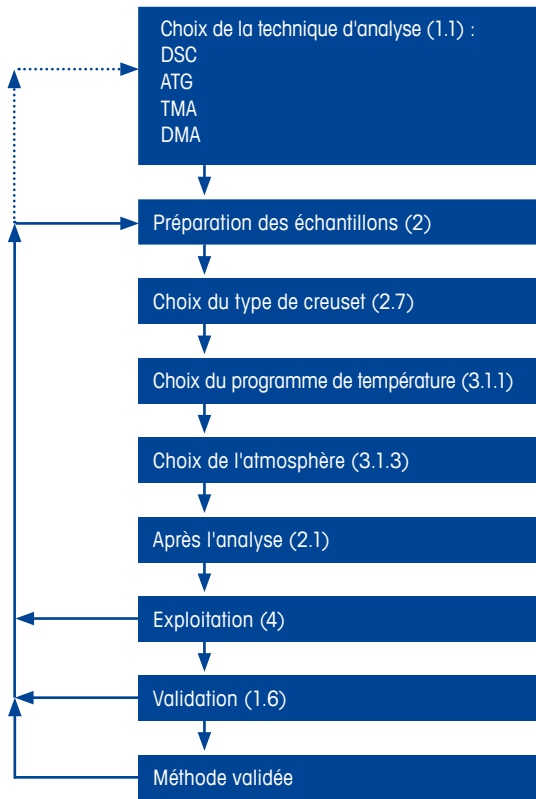 Choix de la technique d'analyse (1.1) :
DSC
ATG
TMA
DMA
Préparation des échantillons (2)
Choix du type de creuset (2.7)
Choix du programme de température (3.1.1)
Choix de l'atmosphère (3.1.3)
Après l'analyse (2.1)
Exploitation (4)
Validation (1.6)
Méthode validée